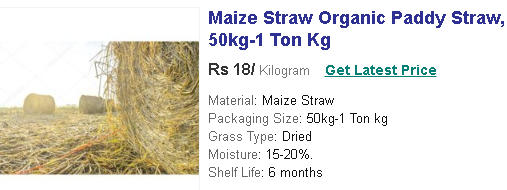 Maize Straw Organic Paddy Straw,
50kg-1 Ton Kg
Rs 18/ Kilogram Get Latest Price
Material: Maize Straw
Packaging Size: 50kg-1 Ton kg
Grass Type: Dried
Moisture: 15-20%.
Shelf Life: 6 months